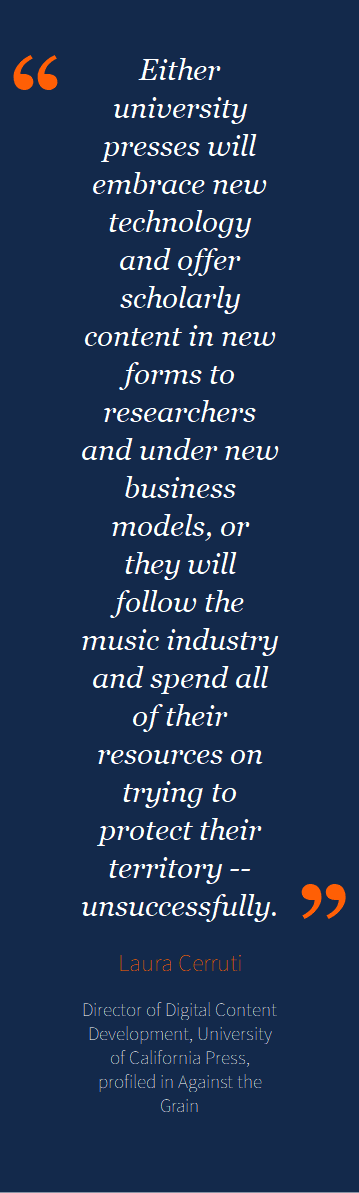 “
Either
university
presses will
embrace new
technology
and offer
scholarly
content in new
forms to
researchers
and under new
business
models, or
they will
follow the
music industry
and spend all
of their
resources on
trying to
protect their
territory --
unsuccessfully. ”
Laura Cerruti
Director of Digital Content
Development, University
of California Press,
profiled in Against the
Grain